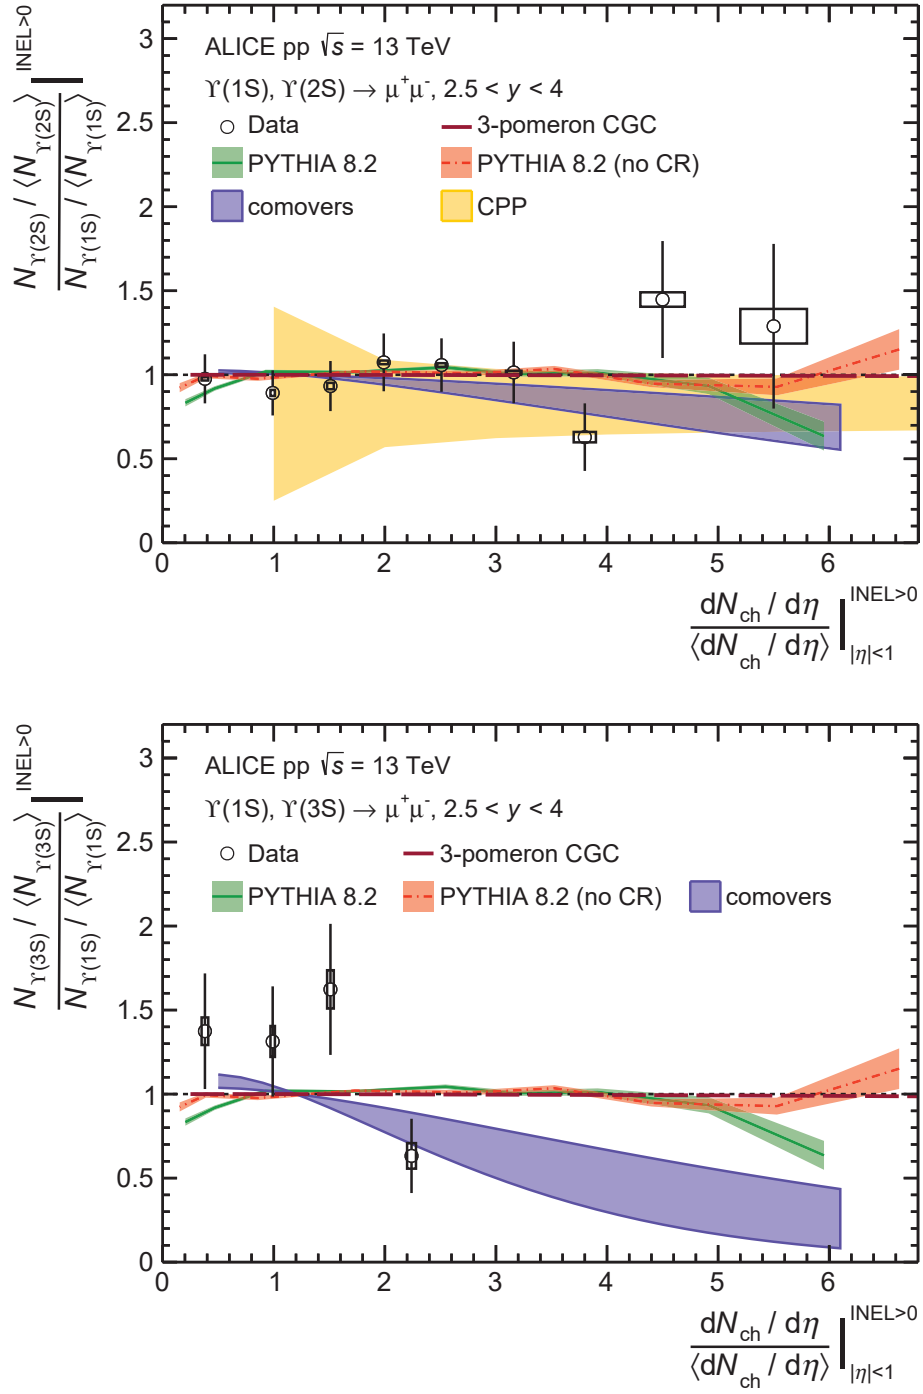 ALICE pp √s = 13 TeV
ϒ(1S), ϒ(2S) → μ⁺μ⁻, 2.5 < y < 4
Data
3-pomeron CGC
PYTHIA 8.2
PYTHIA 8.2 (no CR)
comovers
CPP
N_ϒ(2S) / ⟨N_ϒ(2S)⟩
N_ϒ(1S) / ⟨N_ϒ(1S)⟩
INEL>0
3
2.5
2
1.5
1
0.5
0
0 1 2 3 4 5 6
dN_ch / dη
⟨dN_ch / dη⟩
INEL>0
|η|<1
ALICE pp √s = 13 TeV
ϒ(1S), ϒ(3S) → μ⁺μ⁻, 2.5 < y < 4
Data
3-pomeron CGC
PYTHIA 8.2
PYTHIA 8.2 (no CR)
comovers
N_ϒ(3S) / ⟨N_ϒ(3S)⟩
N_ϒ(1S) / ⟨N_ϒ(1S)⟩
INEL>0
3
2.5
2
1.5
1
0.5
0
0 1 2 3 4 5 6
dN_ch / dη
⟨dN_ch / dη⟩
INEL>0
|η|<1